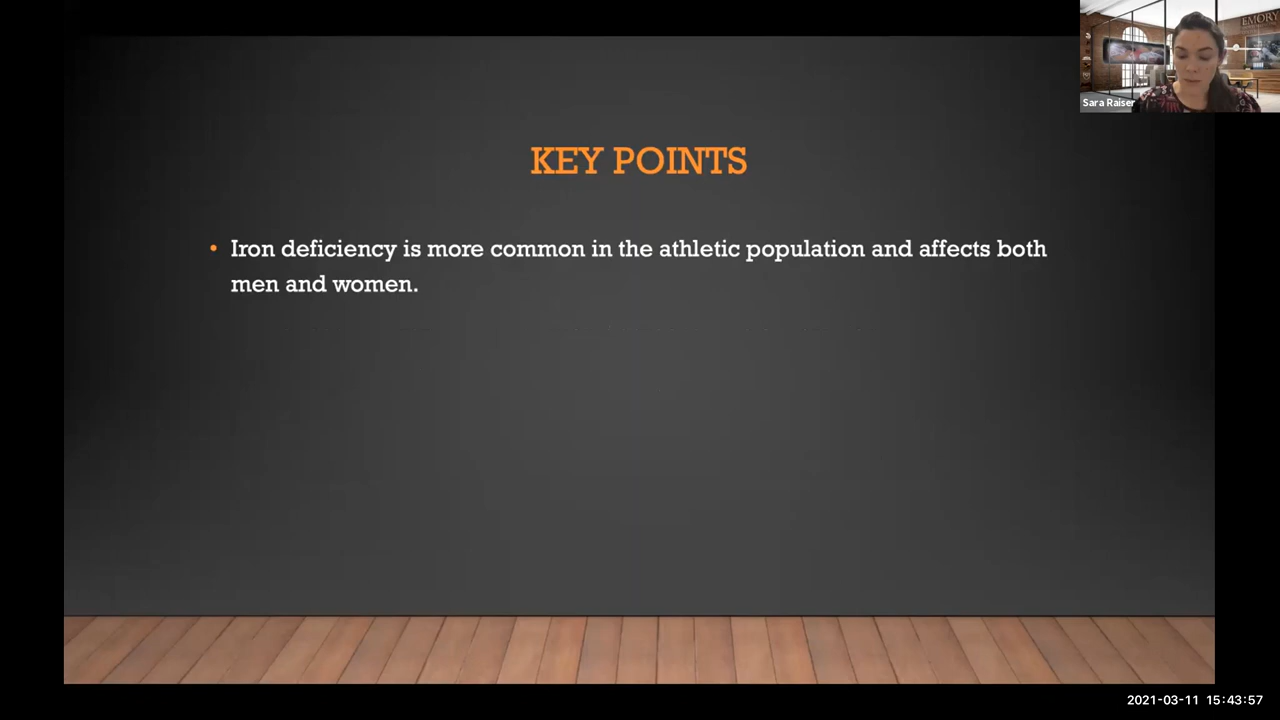 EMORY
Sara Raiser
KEY POINTS
• Iron deficiency is more common in the athletic population and affects both
men and women.
2021-03-11 15:43:57